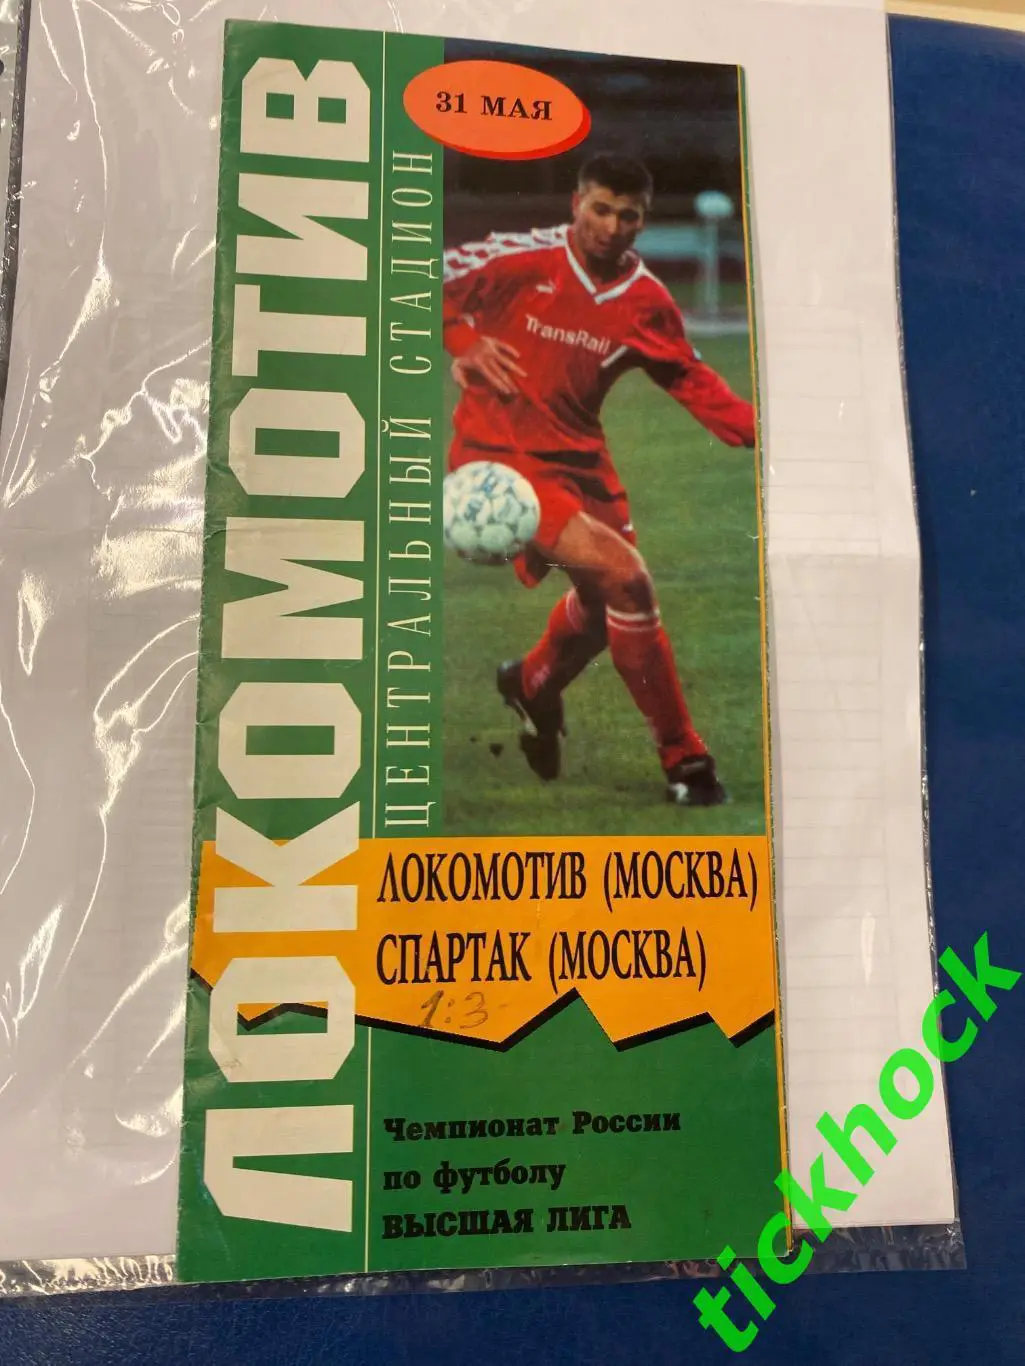 ЛОКОМОТИВ
ЦЕНТРАЛЬНЫЙ СТАДИОН
31 МАЯ
TransRail
ЛОКОМОТИВ (МОСКВА)
СПАРТАК (МОСКВА)
1:3
Чемпионат России
по футболу
ВЫСШАЯ ЛИГА
tickhock